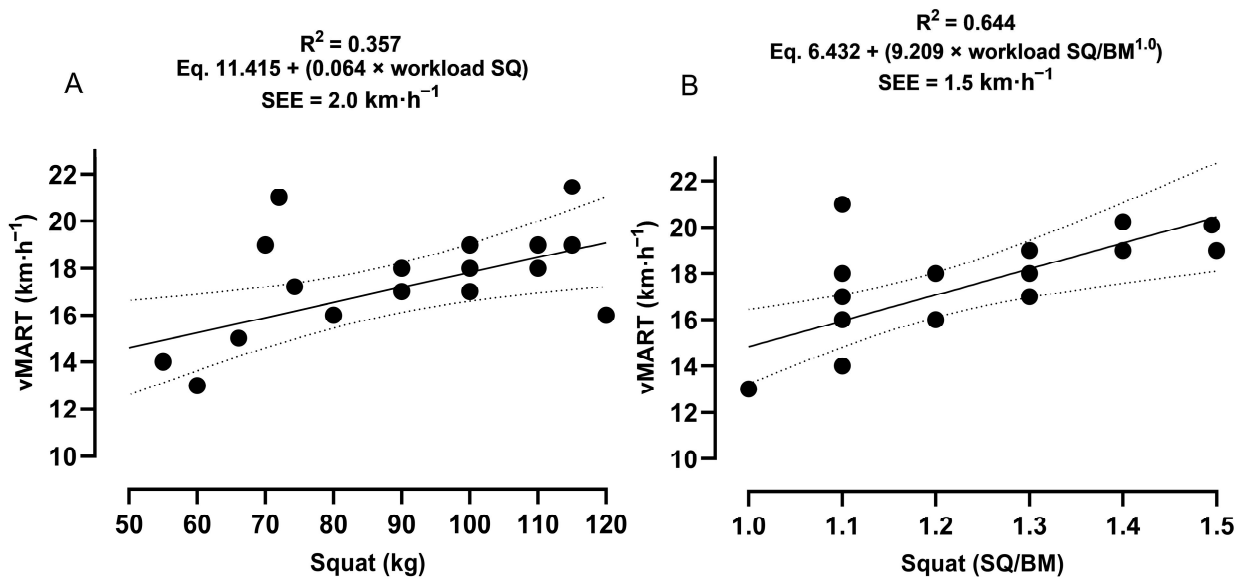 A
R² = 0.357
Eq. 11.415 + (0.064 × workload SQ)
SEE = 2.0 km·h⁻¹
vMART (km·h⁻¹)
22
20
18
16
14
12
10
50 60 70 80 90 100 110 120
Squat (kg)
B
R² = 0.644
Eq. 6.432 + (9.209 × workload SQ/BM¹·⁰)
SEE = 1.5 km·h⁻¹
vMART (km·h⁻¹)
22
20
18
16
14
12
10
1.0 1.1 1.2 1.3 1.4 1.5
Squat (SQ/BM)